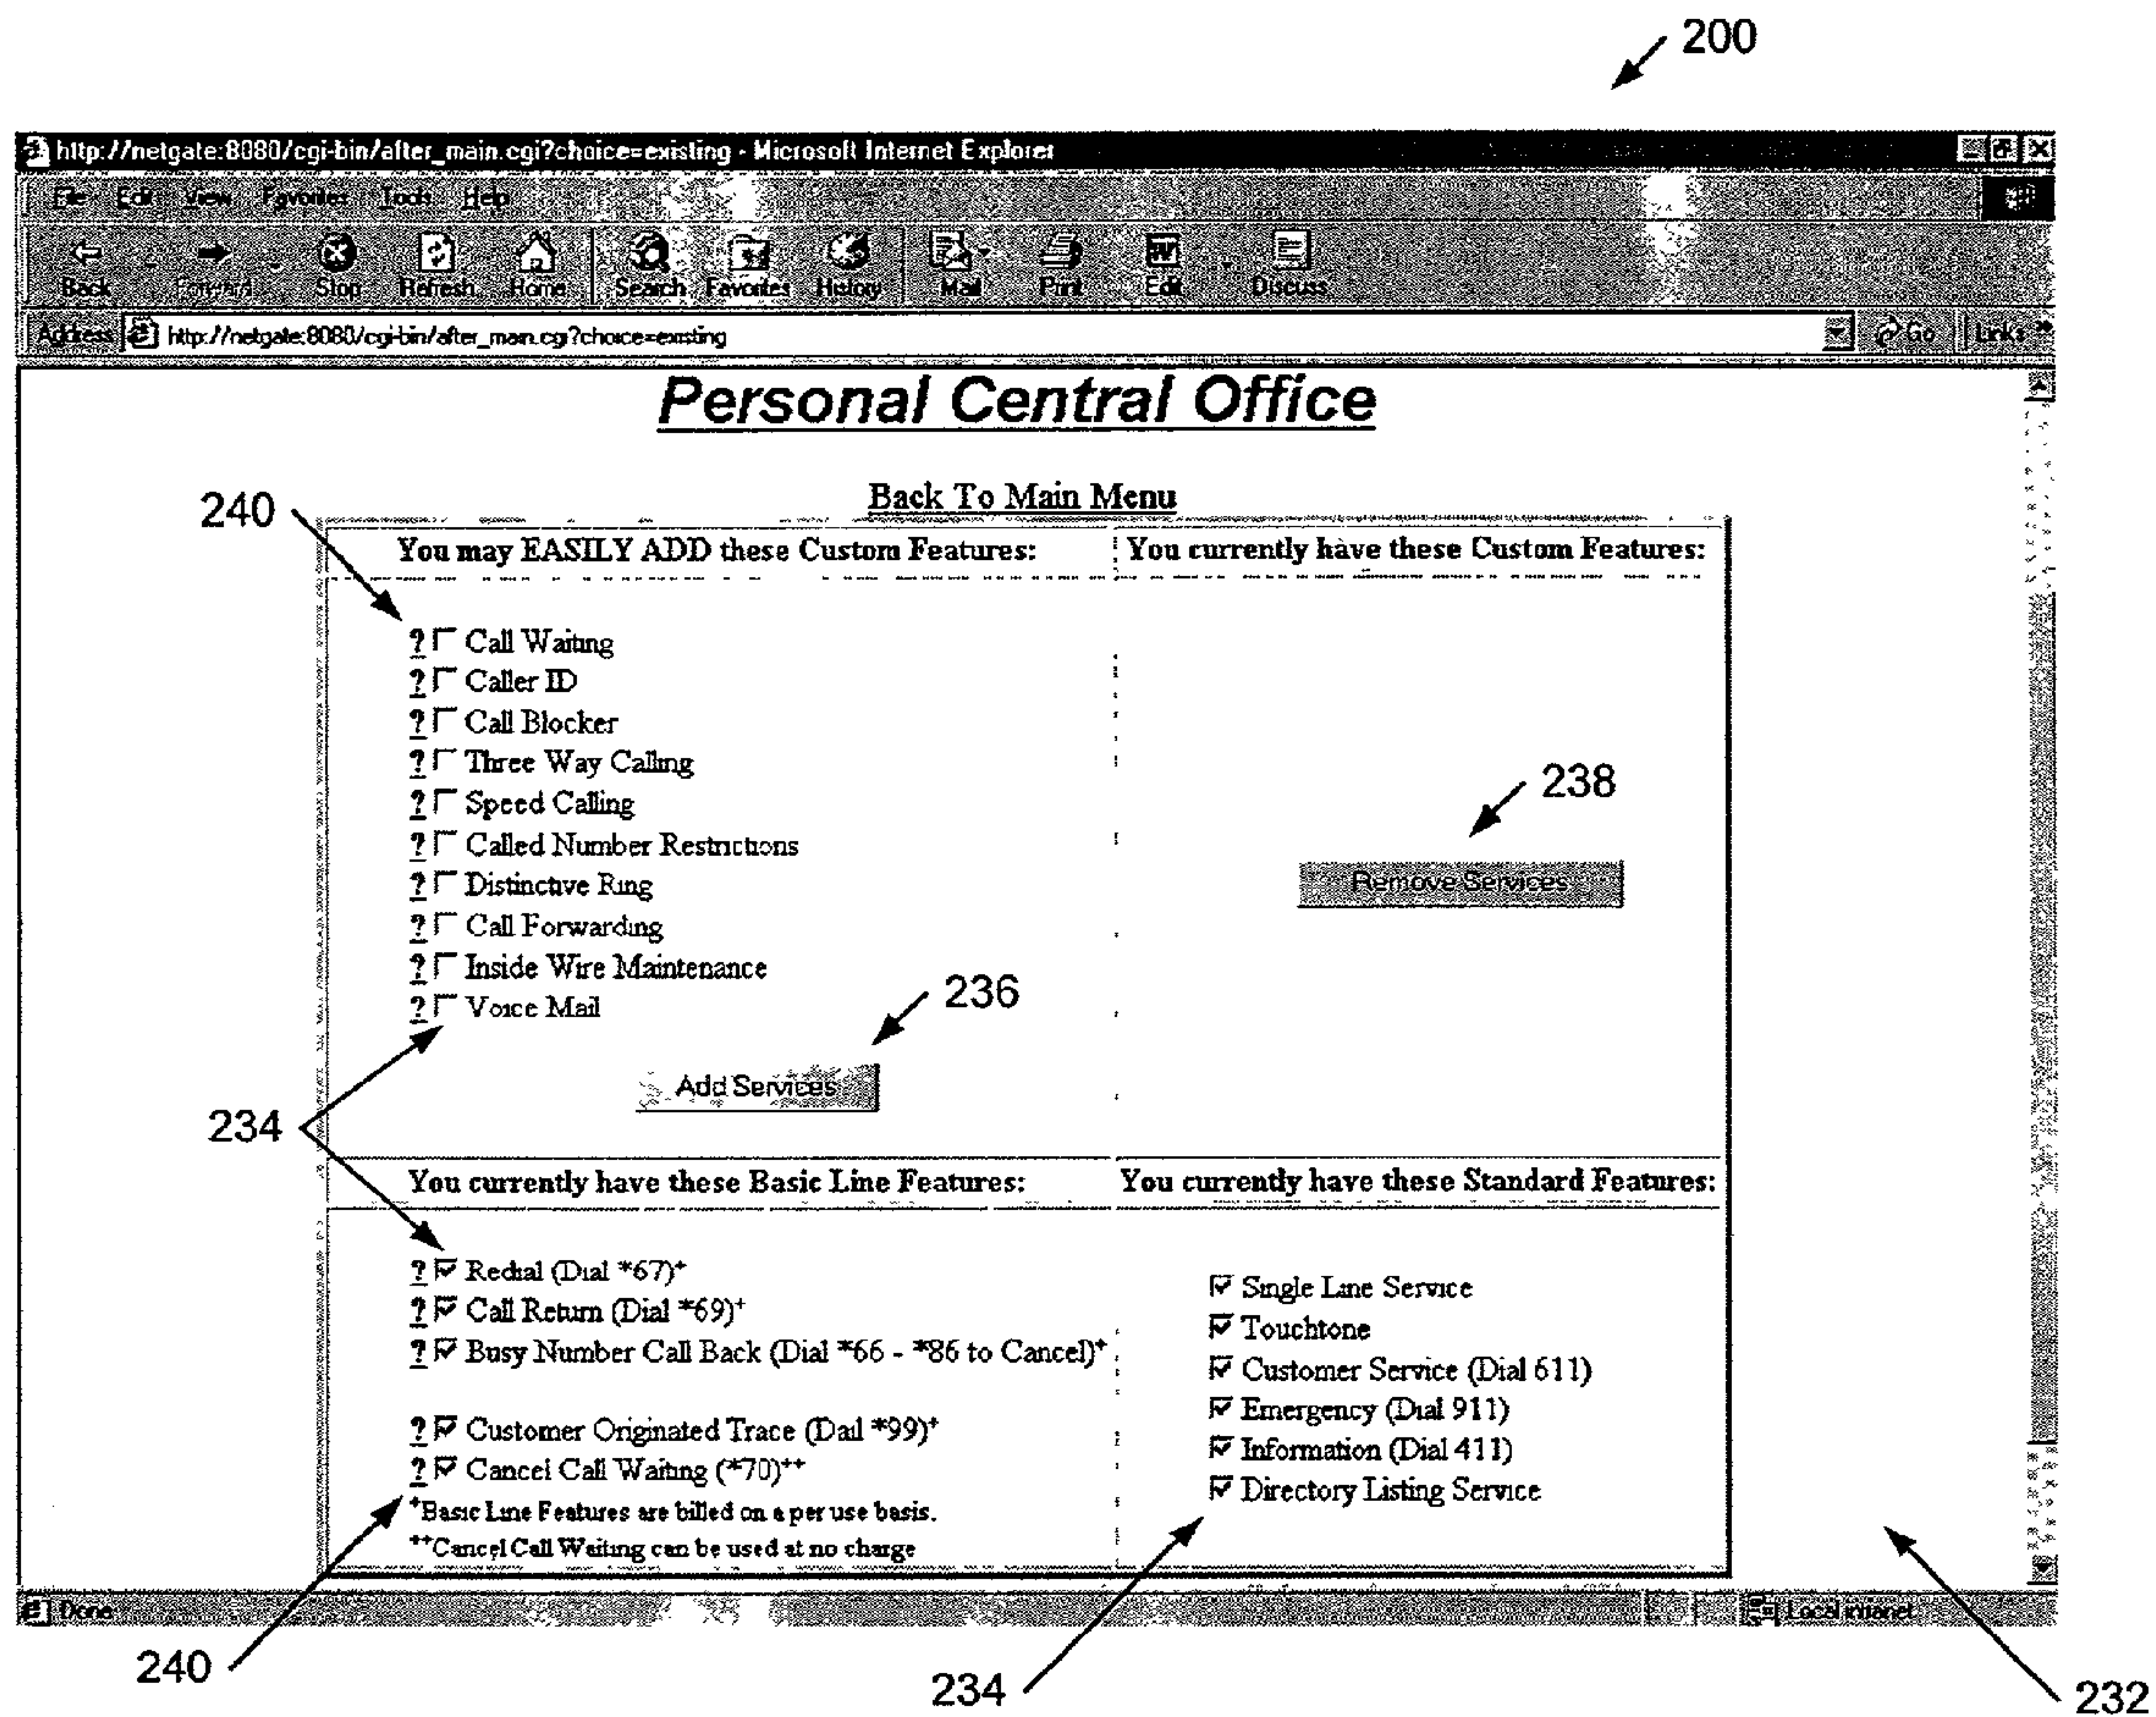 200
http://netgate:8080/cgi-bin/after_main.cgi?choice=existing - Microsoft Internet Explorer
File Edit View Favorites Tools Help
Back Forward Stop Refresh Home Search Favorites History Mail Print Edit Discuss
Address http://netgate:8080/cgi-bin/after_main.cgi?choice=existing Go Links »
Personal Central Office
Back To Main Menu
240
You may EASILY ADD these Custom Features: You currently have these Custom Features:
? Call Waiting
? Caller ID
? Call Blocker
? Three Way Calling
? Speed Calling
238
? Called Number Restrictions
? Distinctive Ring
Remove Services
? Call Forwarding
? Inside Wire Maintenance
236
? Voice Mail
Add Services
234
You currently have these Basic Line Features: You currently have these Standard Features:
? Redial (Dial *67)+
? Call Return (Dial *69)+
? Busy Number Call Back (Dial *66 - *86 to Cancel)+
? Customer Originated Trace (Dail *99)+
? Cancel Call Waiting (*70)++
+Basic Line Features are billed on a per use basis.
++Cancel Call Waiting can be used at no charge
Single Line Service
Touchtone
Customer Service (Dial 611)
Emergency (Dial 911)
Information (Dial 411)
Directory Listing Service
Done Local intranet
240
234
232